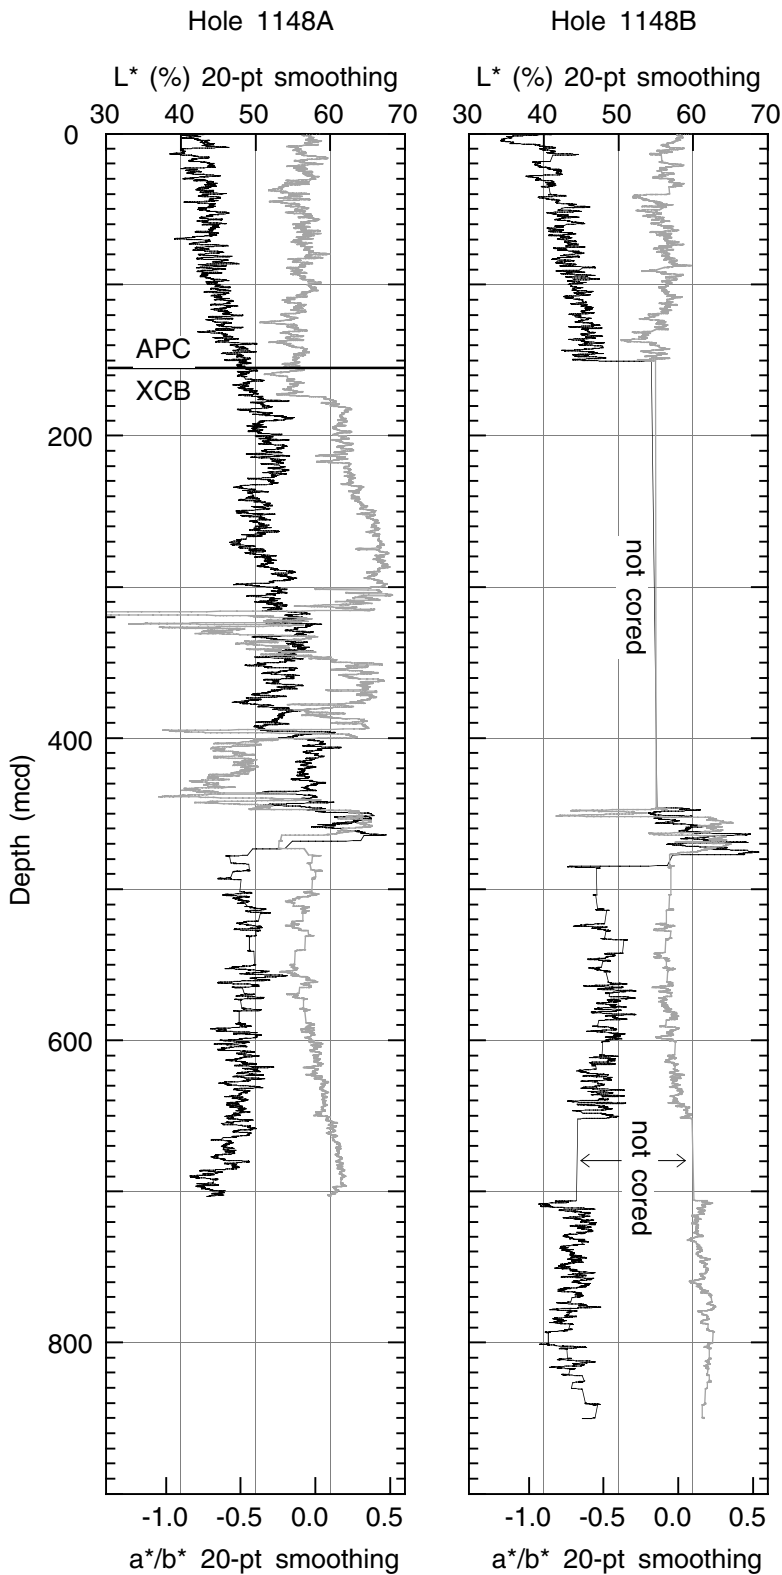 Hole 1148A
Hole 1148B
L* (%) 20-pt smoothing
L* (%) 20-pt smoothing
30 40 50 60 70
30 40 50 60 70
0
APC
XCB
200
not cored
400
Depth (mcd)
600
not cored
800
-1.0 -0.5 0.0 0.5
-1.0 -0.5 0.0 0.5
a*/b* 20-pt smoothing
a*/b* 20-pt smoothing